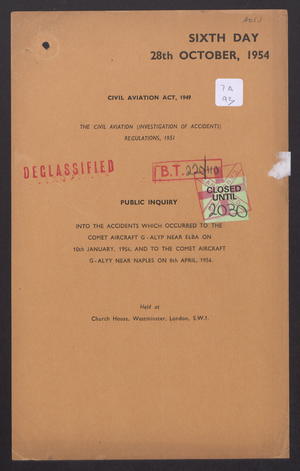 SIXTH DAY
28th OCTOBER, 1954
CIVIL AVIATION ACT, 1949
THE CIVIL AVIATION (INVESTIGATION OF ACCIDENTS)
REGULATIONS, 1951
DECLASSIFIED
B.T.
CLOSED
UNTIL
2030
PUBLIC INQUIRY
INTO THE ACCIDENTS WHICH OCCURRED TO THE
COMET AIRCRAFT G-ALYP NEAR ELBA ON
10th JANUARY, 1954, AND TO THE COMET AIRCRAFT
G-ALYY NEAR NAPLES ON 8th APRIL, 1954.
Held at
Church House, Westminster, London, S.W.1.